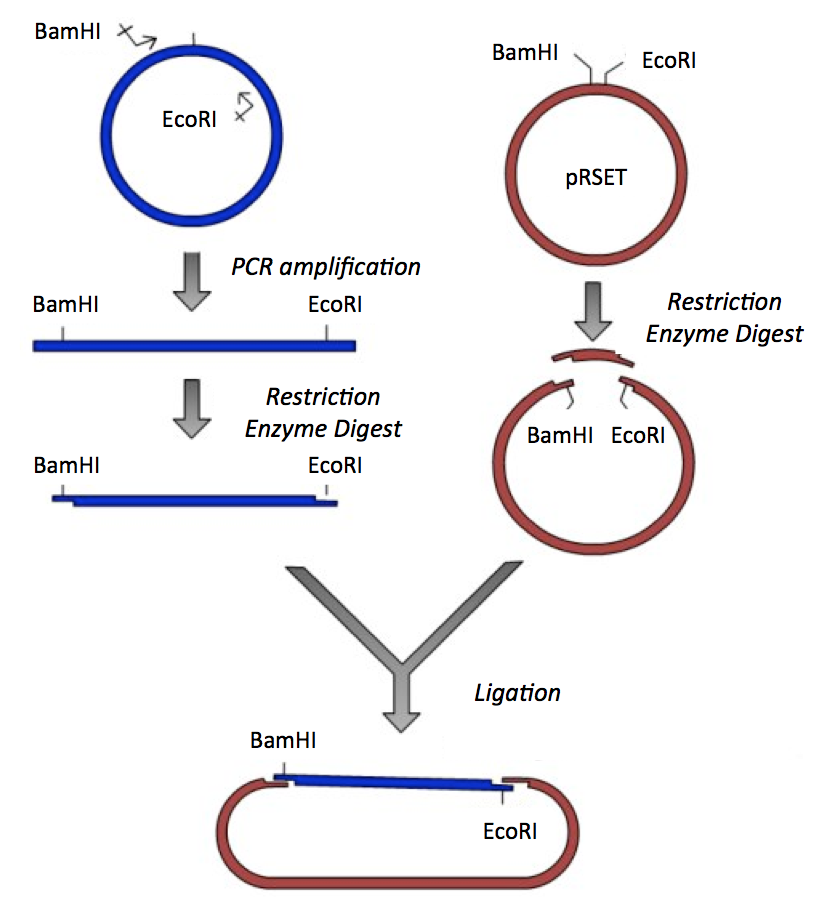 BamHI
EcoRI
PCR amplification
BamHI
EcoRI
Restriction
Enzyme Digest
BamHI
EcoRI
BamHI
EcoRI
pRSET
Restriction
Enzyme Digest
BamHI
EcoRI
Ligation
BamHI
EcoRI